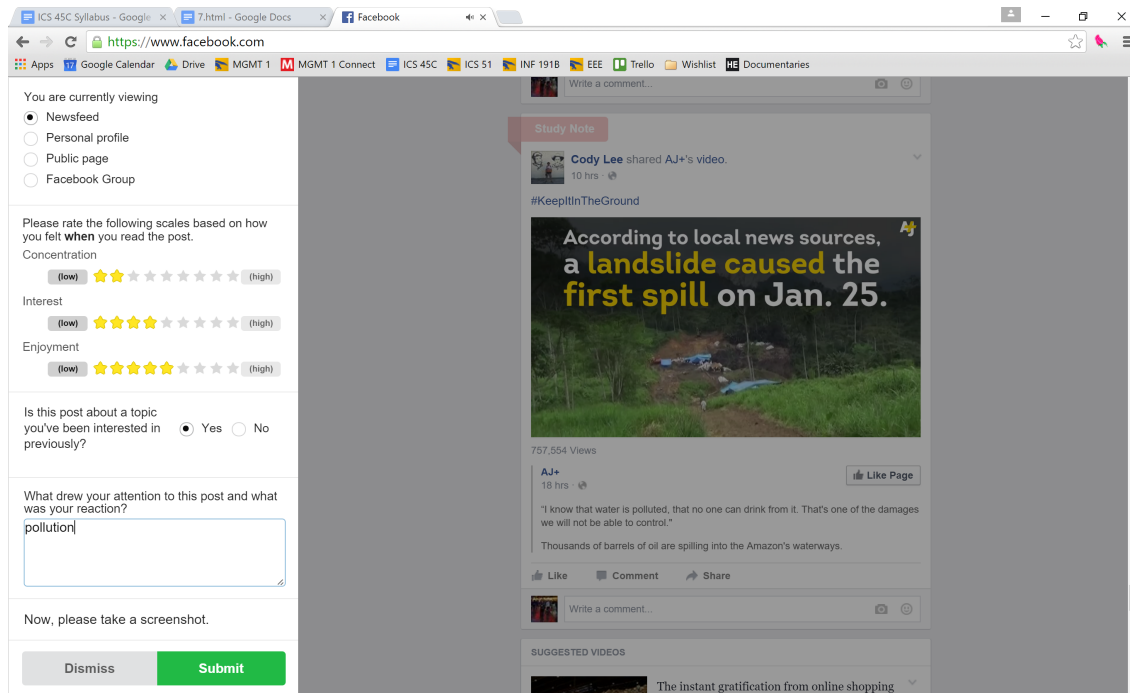 ICS 45C Syllabus - Google
7.html - Google Docs
Facebook
https://www.facebook.com
Apps
17 Google Calendar
Drive
MGMT 1
M MGMT 1 Connect
ICS 45C
ICS 51
INF 191B
EEE
Trello
Wishlist
HE Documentaries
You are currently viewing
Newsfeed
Personal profile
Public page
Facebook Group
Please rate the following scales based on how
you felt when you read the post.
Concentration
(low) (high)
Interest
(low) (high)
Enjoyment
(low) (high)
Is this post about a topic
you've been interested in
previously?
Yes No
What drew your attention to this post and what
was your reaction?
pollution
Now, please take a screenshot.
Dismiss Submit
Write a comment...
Study Note
Cody Lee shared AJ+'s video.
10 hrs ·
#KeepItInTheGround
AJ+
According to local news sources,
a landslide caused the
first spill on Jan. 25.
757,554 Views
AJ+
18 hrs ·
Like Page
"I know that water is polluted, that no one can drink from it. That's one of the damages
we will not be able to control."
Thousands of barrels of oil are spilling into the Amazon's waterways.
Like Comment Share
Write a comment...
SUGGESTED VIDEOS
The instant gratification from online shopping